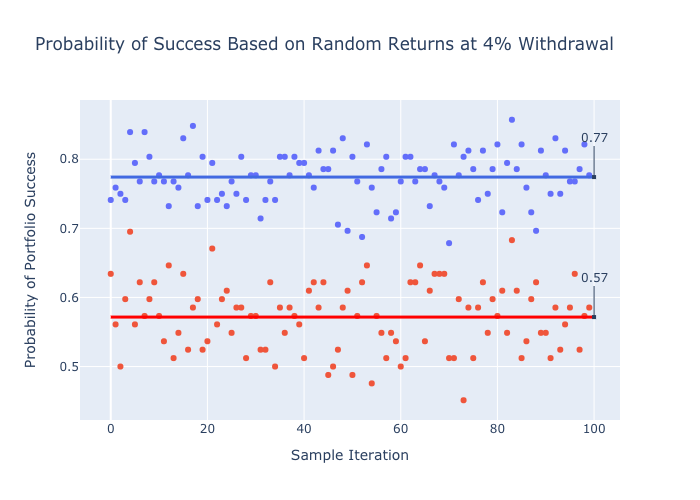 Probability of Success Based on Random Returns at 4% Withdrawal
0.77
0.8
0.7
0.57
0.6
0.5
Probability of Portfolio Success
0 20 40 60 80 100
Sample Iteration